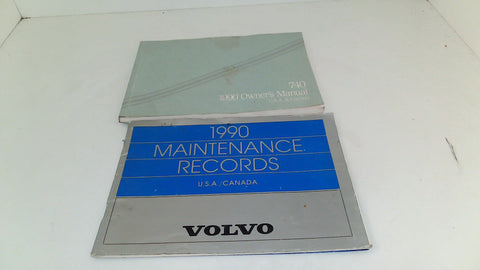 740
1990 Owner's Manual
1990
MAINTENANCE
RECORDS
U.S.A./CANADA
VOLVO